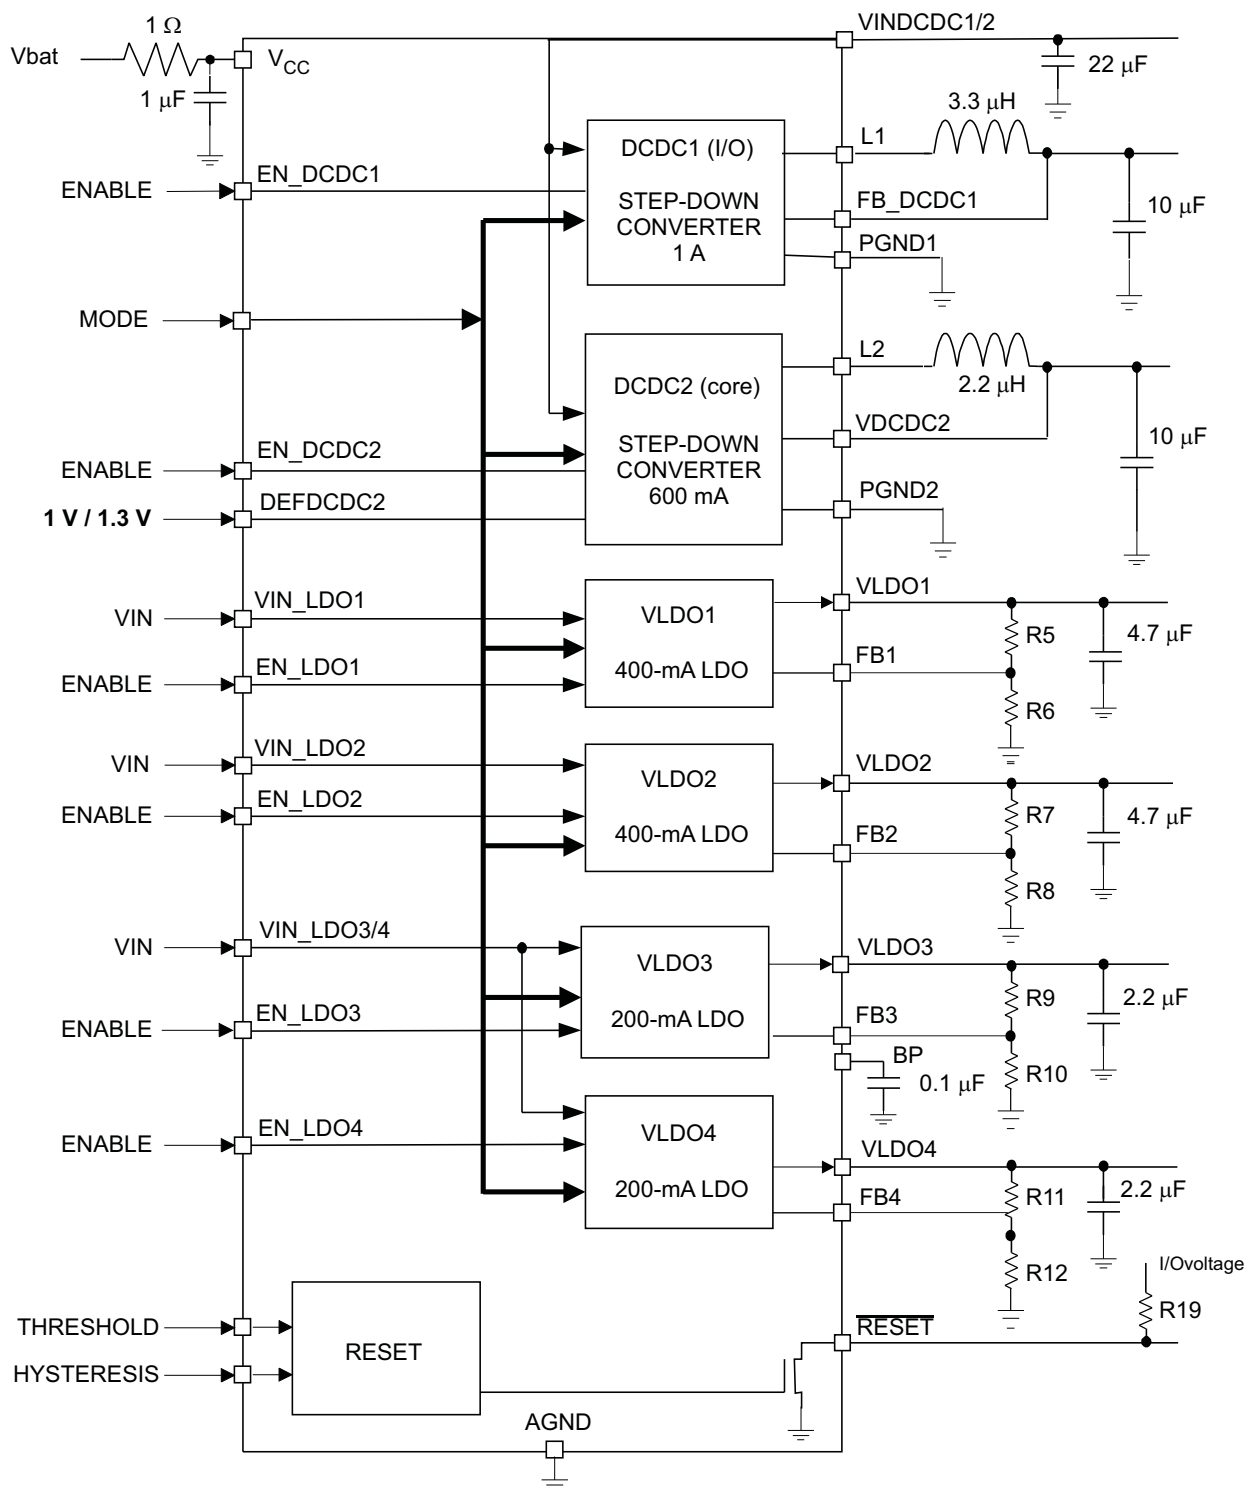 1 Ω
Vbat
V_CC
1 μF
VINDCDC1/2
22 μF
3.3 μH
DCDC1 (I/O)
L1
ENABLE
EN_DCDC1
STEP-DOWN
CONVERTER
1 A
FB_DCDC1
10 μF
PGND1
MODE
L2
2.2 μH
DCDC2 (core)
VDCDC2
10 μF
ENABLE
EN_DCDC2
STEP-DOWN
CONVERTER
600 mA
PGND2
1 V / 1.3 V
DEFDCDC2
VIN
VIN_LDO1
VLDO1
VLDO1
R5
4.7 μF
ENABLE
EN_LDO1
400-mA LDO
FB1
R6
VIN
VIN_LDO2
VLDO2
VLDO2
R7
4.7 μF
ENABLE
EN_LDO2
400-mA LDO
FB2
R8
VIN
VIN_LDO3/4
VLDO3
VLDO3
R9
2.2 μF
ENABLE
EN_LDO3
200-mA LDO
FB3
BP
0.1 μF
R10
ENABLE
EN_LDO4
VLDO4
VLDO4
200-mA LDO
FB4
R11
2.2 μF
R12
I/Ovoltage
R19
THRESHOLD
HYSTERESIS
RESET
RESET
AGND